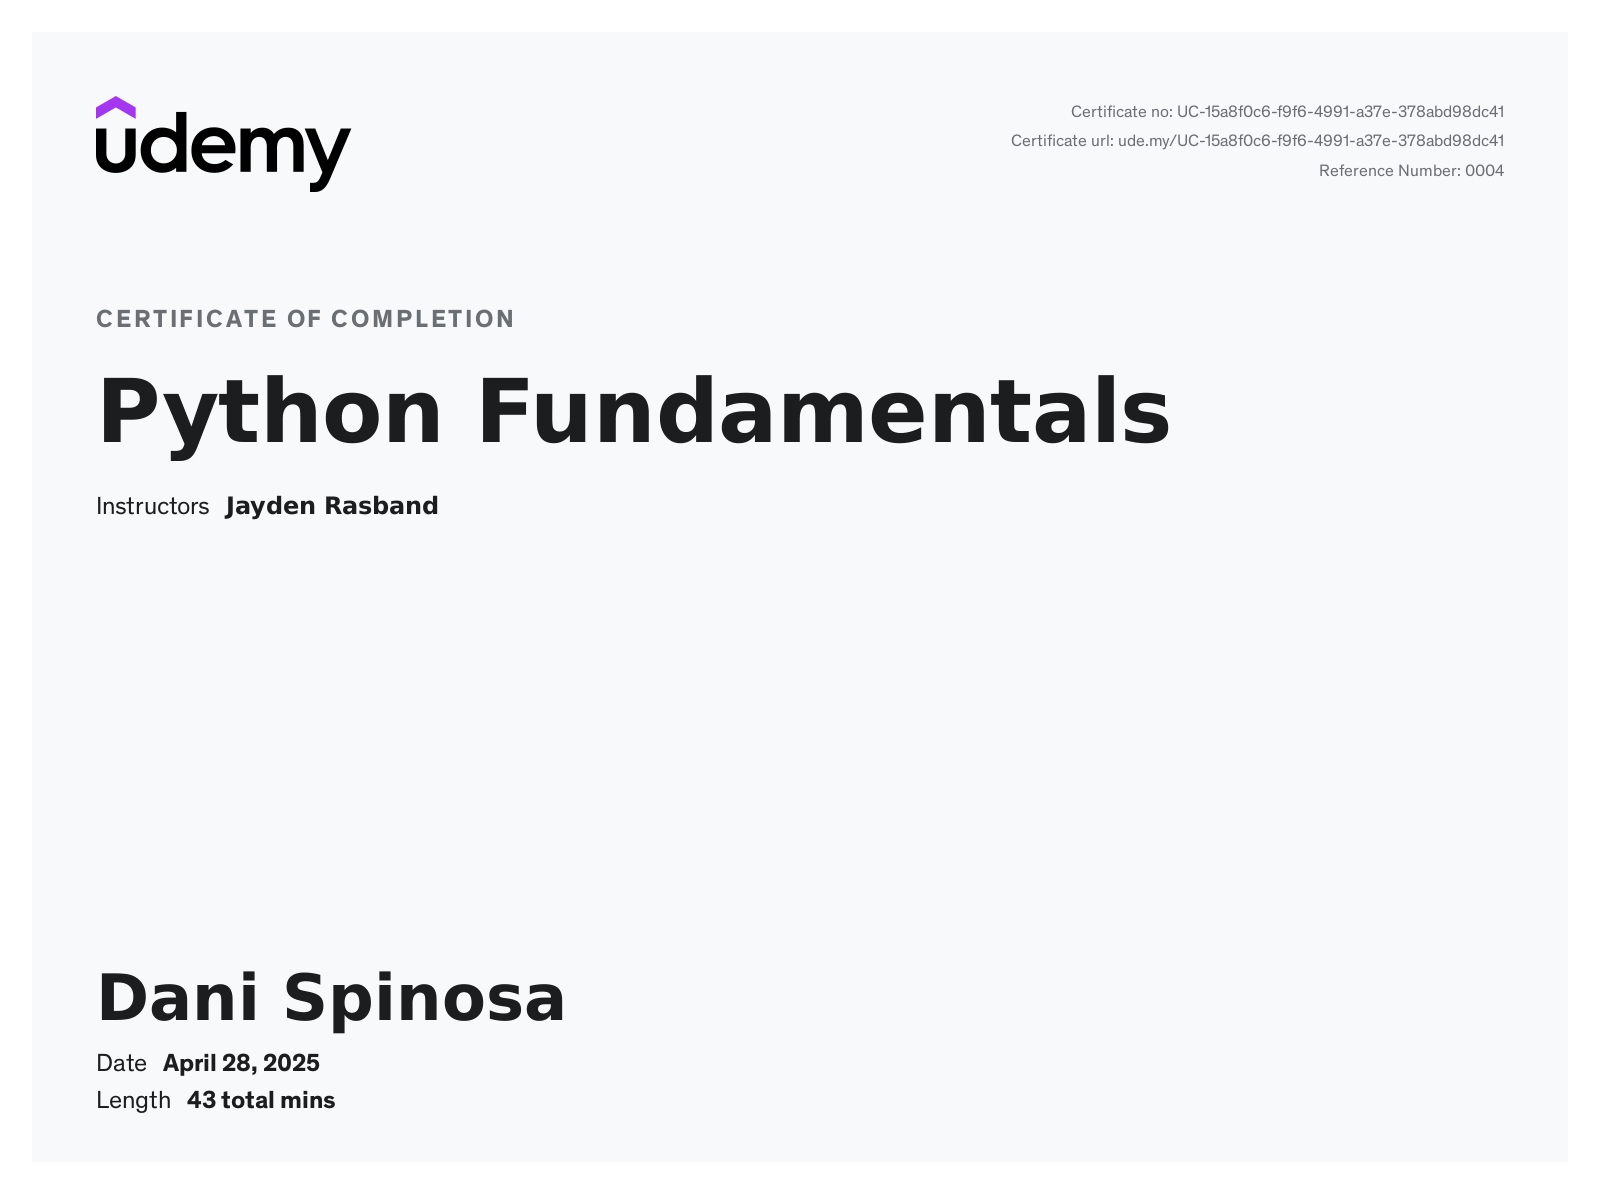 udemy
Certificate no: UC-15a8f0c6-f9f6-4991-a37e-378abd98dc41
Certificate url: ude.my/UC-15a8f0c6-f9f6-4991-a37e-378abd98dc41
Reference Number: 0004
CERTIFICATE OF COMPLETION
Python Fundamentals
Instructors Jayden Rasband
Dani Spinosa
Date April 28, 2025
Length 43 total mins